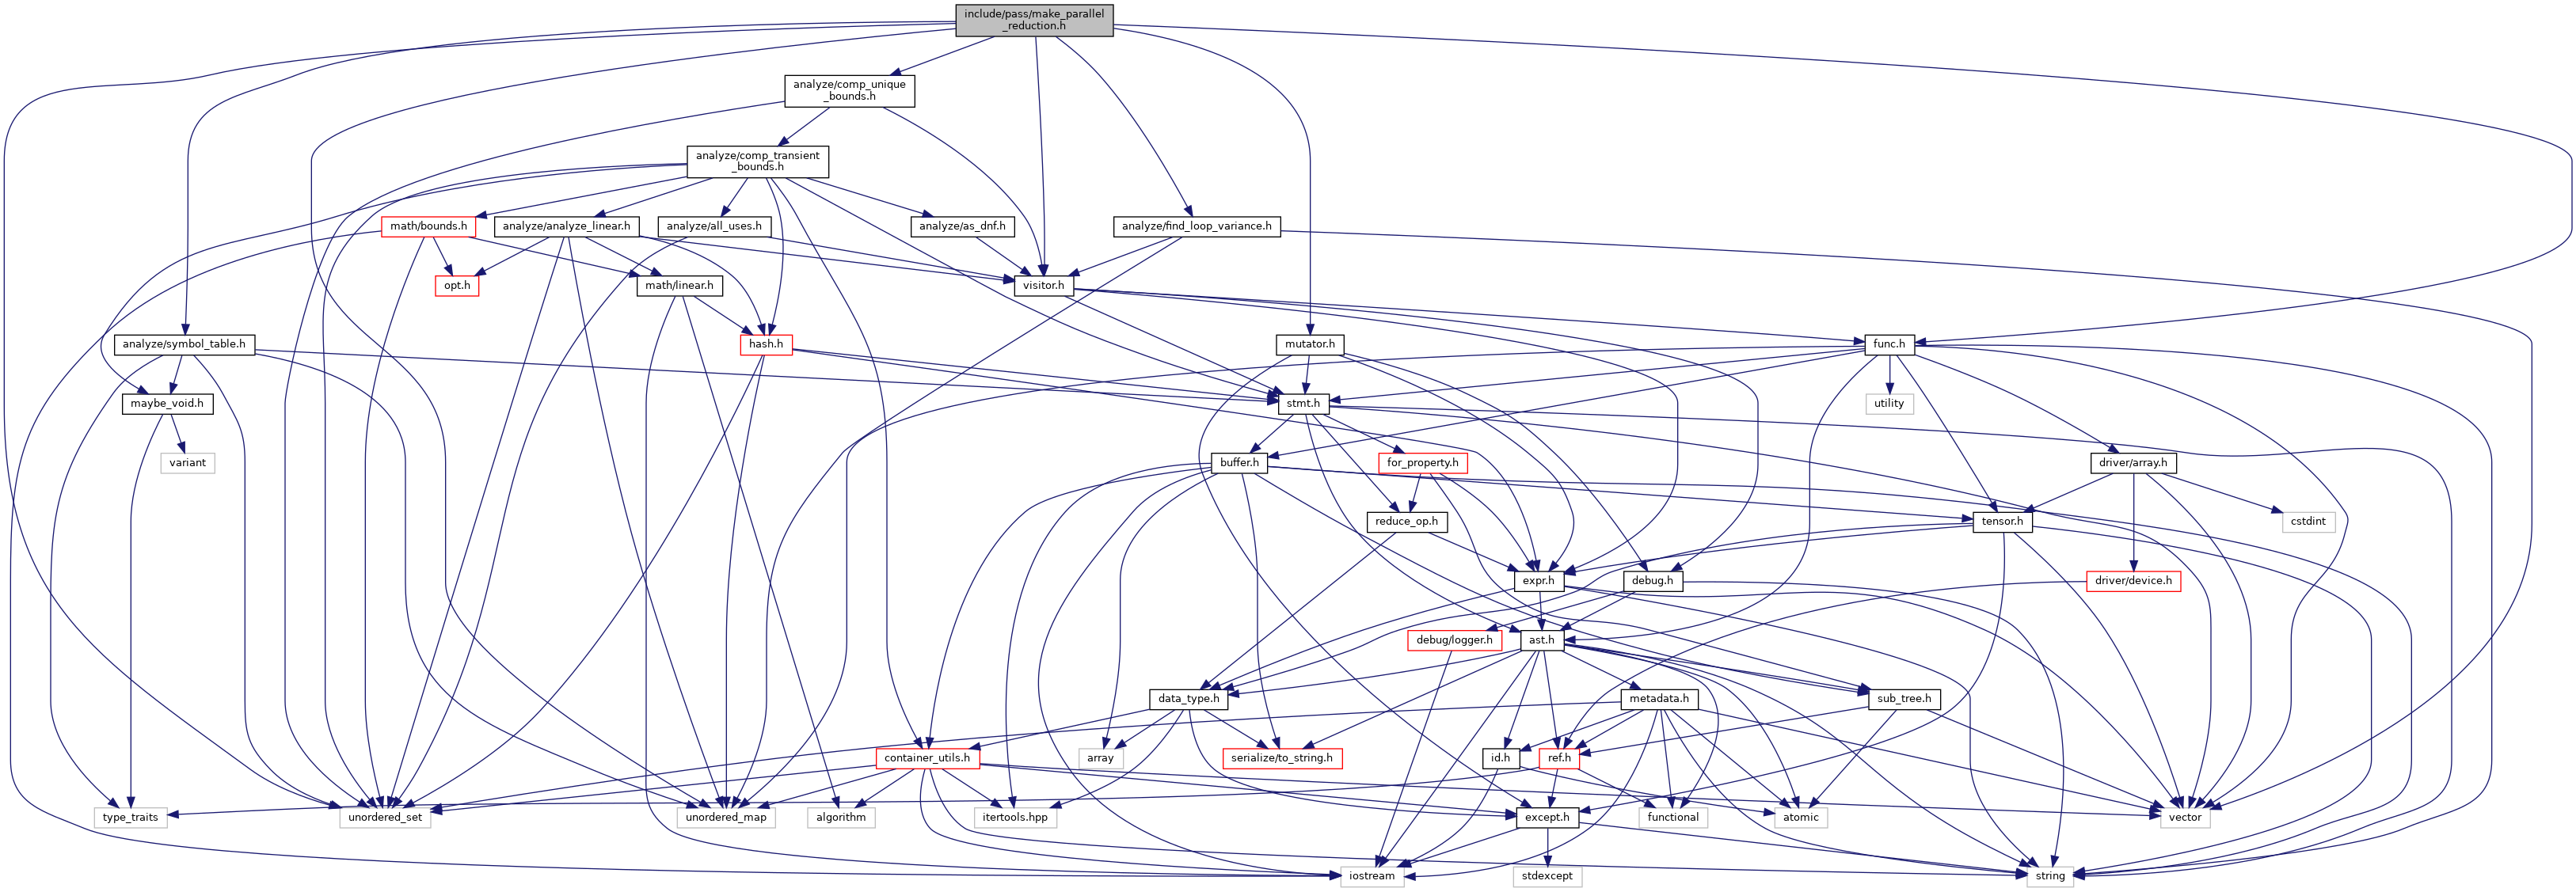 include/pass/make_parallel
_reduction.h
analyze/comp_unique
_bounds.h
analyze/comp_transient
_bounds.h
math/bounds.h
analyze/analyze_linear.h
analyze/all_uses.h
analyze/as_dnf.h
analyze/find_loop_variance.h
opt.h
math/linear.h
visitor.h
analyze/symbol_table.h
hash.h
mutator.h
func.h
maybe_void.h
stmt.h
utility
variant
buffer.h
for_property.h
driver/array.h
reduce_op.h
tensor.h
cstdint
expr.h
debug.h
driver/device.h
debug/logger.h
ast.h
data_type.h
metadata.h
sub_tree.h
container_utils.h
array
serialize/to_string.h
id.h
ref.h
type_traits
unordered_set
unordered_map
algorithm
itertools.hpp
except.h
functional
atomic
vector
iostream
stdexcept
string